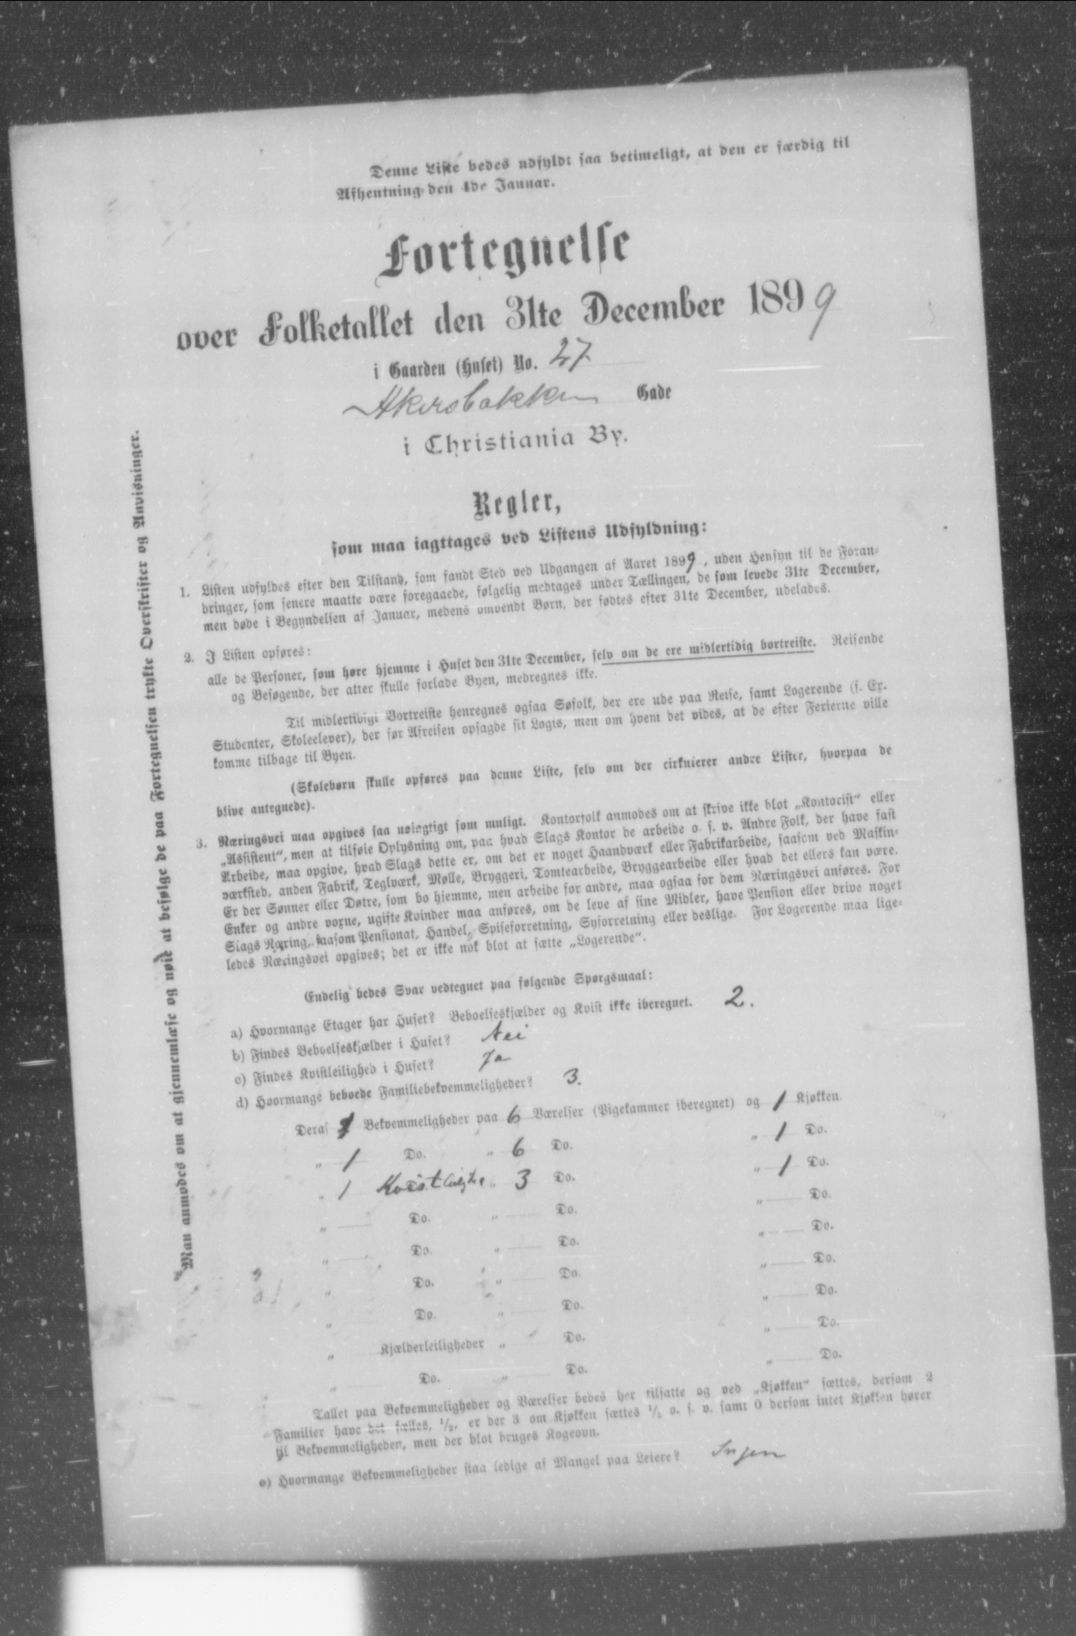 Denne Liste bedes udfyldt saa betimeligt, at den er færdig til
Afhentning den 4de Januar.
Fortegnelse
over Folketallet den 31te December 1899
i Gaarden (Huset) No. 27
Akersbakken Gade
i Christiania By.
Regler,
som maa iagttages ved Listens Udfyldning:
1. Listen udfyldes efter den Tilstand, som fandt Sted ved Udgangen af Aaret 1899, uden Hensyn til de Foran-
dringer, som senere maatte være foregaaede, følgelig medtages under Tællingen, de som levede 31te December,
men døde i Begyndelsen af Januar, medens omvendt Børn, der fødtes efter 31te December, udelades.
2. I Listen opføres:
alle de Personer, som høre hjemme i Huset den 31te December, selv om de ere midlertidig bortreiste. Reisende
og Besøgende, der atter skulle forlade Byen, medregnes ikke.
Til midlertidigt Bortreiste henregnes ogsaa Søfolk, der ere ude paa Reise, samt Logerende (f. Ex.
Studenter, Skoleelever), der før Afreisen opsagde sit Logis, men om hvem det vides, at de efter Ferierne ville
komme tilbage til Byen.
(Skolebørn skulle opføres paa denne Liste, selv om der cirkulerer andre Lister, hvorpaa de
blive antegnede).
3. Næringsvei maa opgives saa nøiagtigt som muligt. Kontorfolk anmodes om at skrive ikke blot „Kontorist“ eller
„Assistent“, men at tilføie Oplysning om, paa hvad Slags Kontor de arbeide o. s. v. Andre Folk, der have fast
Arbeide, maa opgive, hvad Slags dette er, om det er noget Haandværk eller Fabrikarbeide, saasom ved Maskin-
værksted, anden Fabrik, Teglværk, Mølle, Bryggeri, Tomtearbeide, Bryggearbeide eller hvad det ellers kan være.
Er der Sønner eller Døtre, som bo hjemme, men arbeide for andre, maa ogsaa for dem Næringsvei anføres. For
Enker og andre voxne, ugifte Kvinder maa anføres, om de leve af sine Midler, have Pension eller drive noget
Slags Næring, saasom Pensionat, Handel, Spiseforretning, Syforretning eller deslige. For Logerende maa lige-
ledes Næringsvei opgives; det er ikke nok blot at sætte „Logerende“.
Endelig bedes Svar vedtegnet paa følgende Spørgsmaal:
a) Hvormange Etager har Huset? Beboelseskjælder og Kvist ikke iberegnet. 2.
b) Findes Beboelseskjælder i Huset? Nei
c) Findes Kvistleilighed i Huset? Ja
d) Hvormange beboede Familiebekvemmeligheder? 3.
Deraf 1 Bekvemmeligheder paa 6 Værelser (Pigekammer iberegnet) og 1 Kjøkken.
„ 1 Do. „ 6 Do. „ 1 Do.
„ 1 Kvist „ 3 Do. „ 1 Do.
„ Do. „ Do. „ Do.
„ Do. „ Do. „ Do.
„ Do. „ Do. „ Do.
„ Do. „ Do. „ Do.
„ Kjælderleiligheder „ Do. „ Do.
„ Do. „ Do. „ Do.
Tallet paa Bekvemmeligheder og Værelser bedes her tilsatte og ved „Kjøkken“ sættes, dersom 2
Familier have det fælles, 1/2, er der 3 om Kjøkken sættes 1/3 o. s. v. samt 0 dersom intet Kjøkken hører
til Bekvemmeligheden, men der blot bruges Kogeovn.
e) Hvormange Bekvemmeligheder staa ledige af Mangel paa Leiere? Ingen
Man anmodes om at gjennemlæse og nøie at befølge de paa Fortegnelsen trykte Overskrifter og Anvisninger.